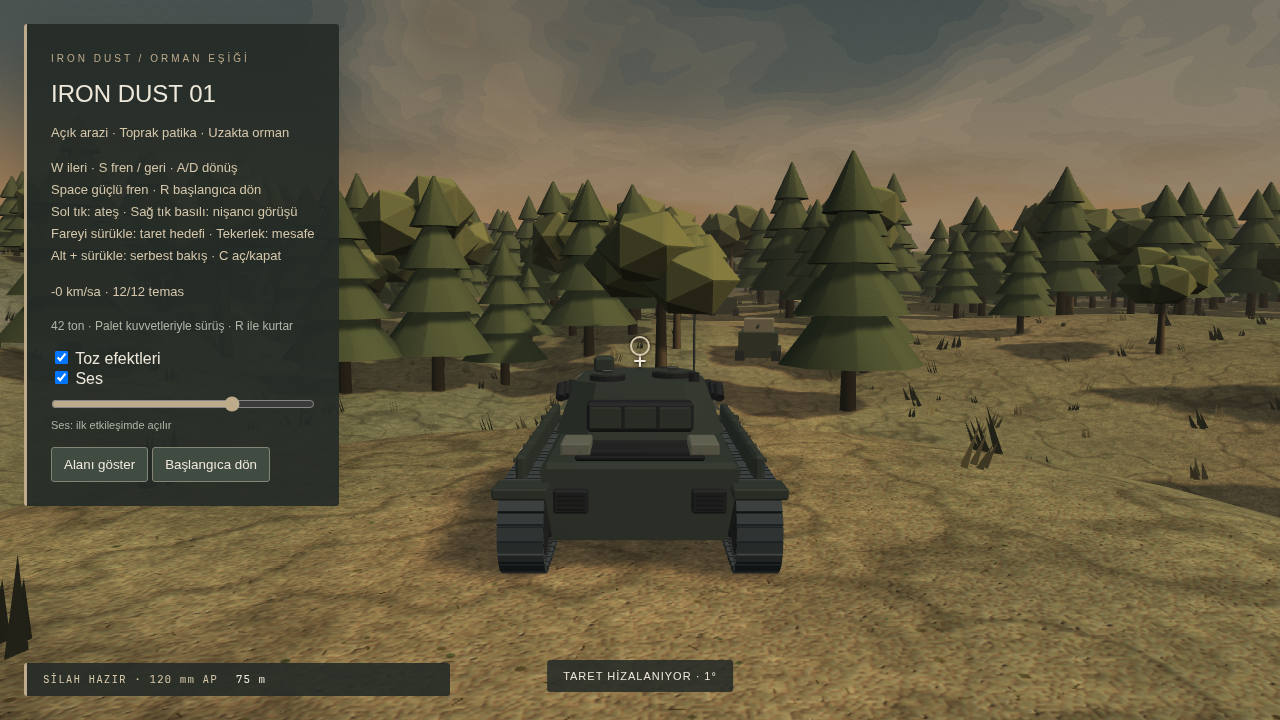 IRON DUST / ORMAN EŞİĞİ
IRON DUST 01
Açık arazi · Toprak patika · Uzakta orman
W ileri · S fren / geri · A/D dönüş
Space güçlü fren · R başlangıca dön
Sol tık: ateş · Sağ tık basılı: nişancı görüşü
Fareyi sürükle: taret hedefi · Tekerlek: mesafe
Alt + sürükle: serbest bakış · C aç/kapat
-0 km/sa · 12/12 temas
42 ton · Palet kuvvetleriyle sürüş · R ile kurtar
Toz efektleri
Ses
Ses: ilk etkileşimde açılır
Alanı göster Başlangıca dön
SİLAH HAZIR · 120 mm AP 75 m
TARET HİZALANIYOR · 1°